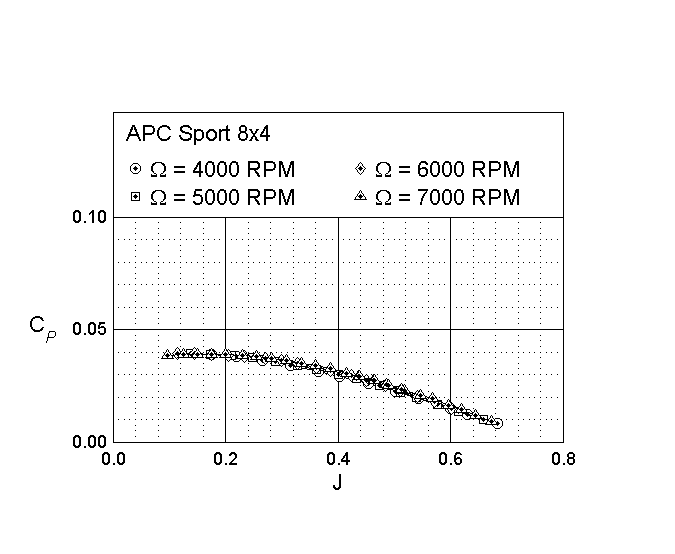 APC Sport 8x4
Ω = 4000 RPM
Ω = 6000 RPM
Ω = 5000 RPM
Ω = 7000 RPM
0.10
0.05
0.00
C_P
0.0 0.2 0.4 0.6 0.8
J